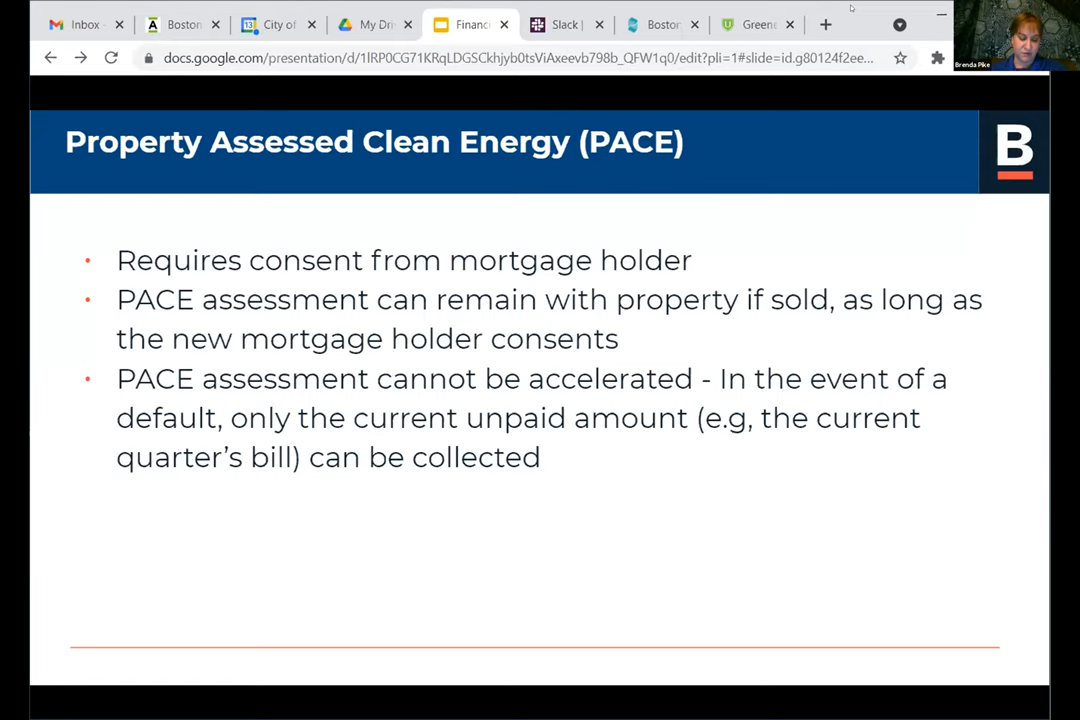 Inbox
Boston
City of
My Dri
Financi
Slack |
Boston
Greene
docs.google.com/presentation/d/1lRP0CG71KRqLDGSCkhjyb0tsViAxeevb798b_QFW1q0/edit?pli=1#slide=id.g80124f2ee...
Brenda Pike
Property Assessed Clean Energy (PACE)
B
• Requires consent from mortgage holder
• PACE assessment can remain with property if sold, as long as
the new mortgage holder consents
• PACE assessment cannot be accelerated - In the event of a
default, only the current unpaid amount (e.g, the current
quarter's bill) can be collected